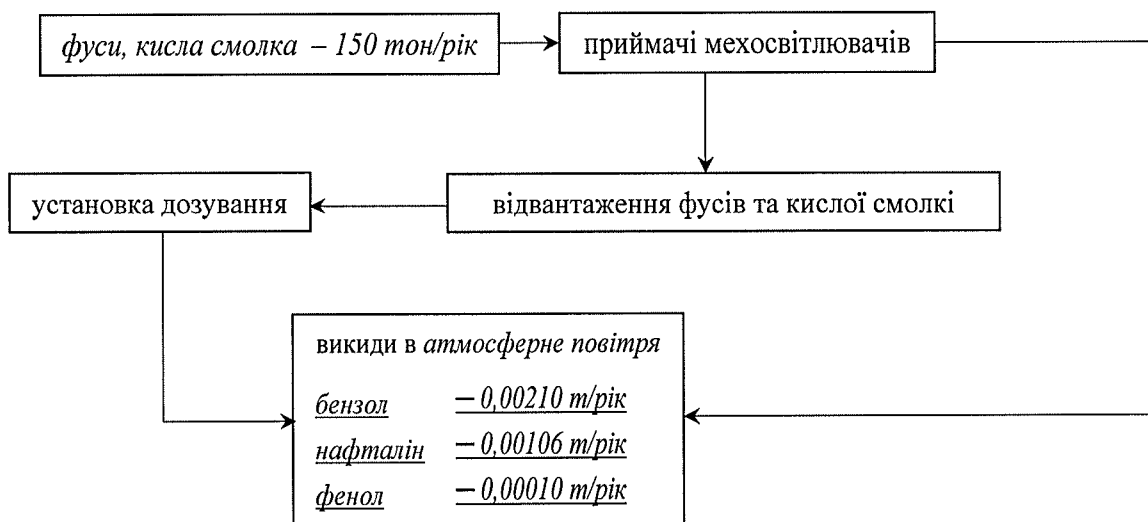 фуси, кисла смолка – 150 тон/рік
приймачі мехосвітлювачів
установка дозування
відвантаження фусів та кислої смолкі
викиди в атмосферне повітря
бензол – 0,00210 т/рік
нафталін – 0,00106 т/рік
фенол – 0,00010 т/рік